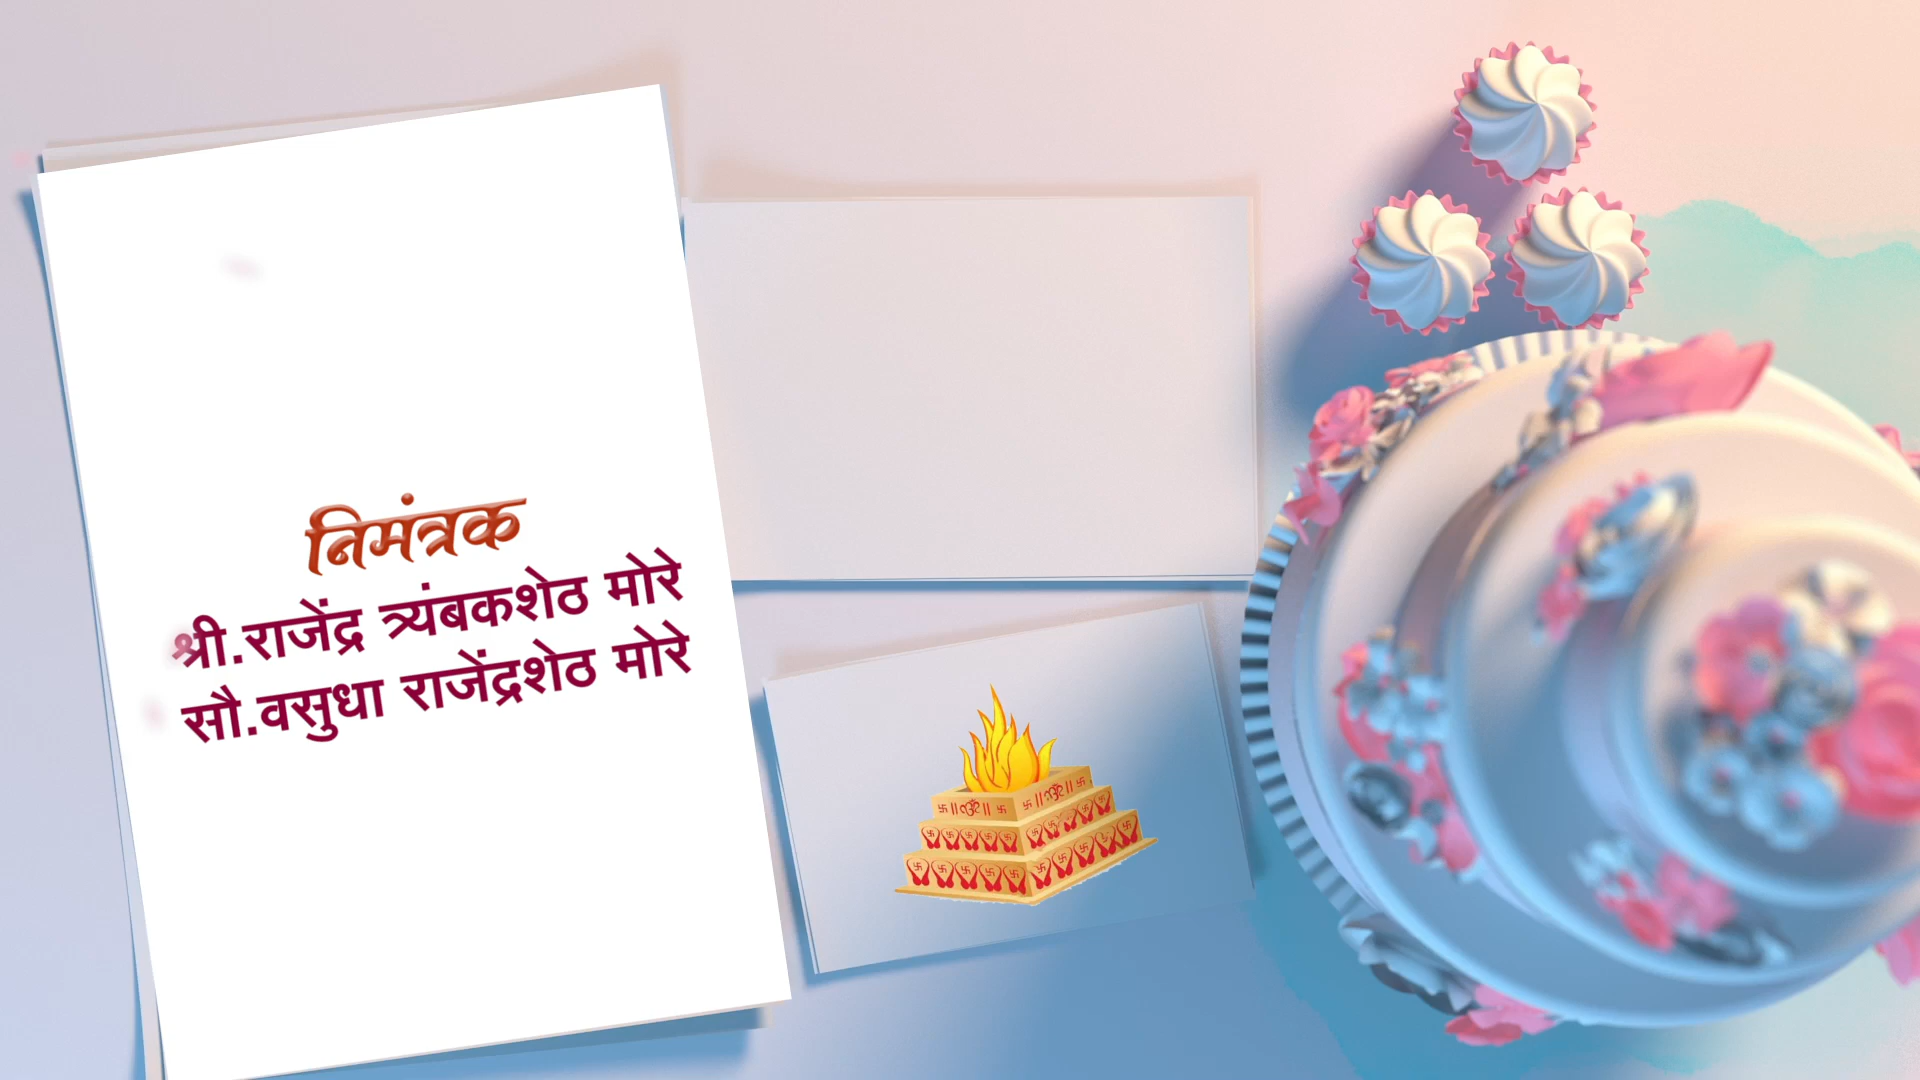 निमंत्रक
श्री.राजेंद्र त्र्यंबकशेठ मोरे
सौ.वसुधा राजेंद्रशेठ मोरे
॥ॐ॥ ॥ॐ॥